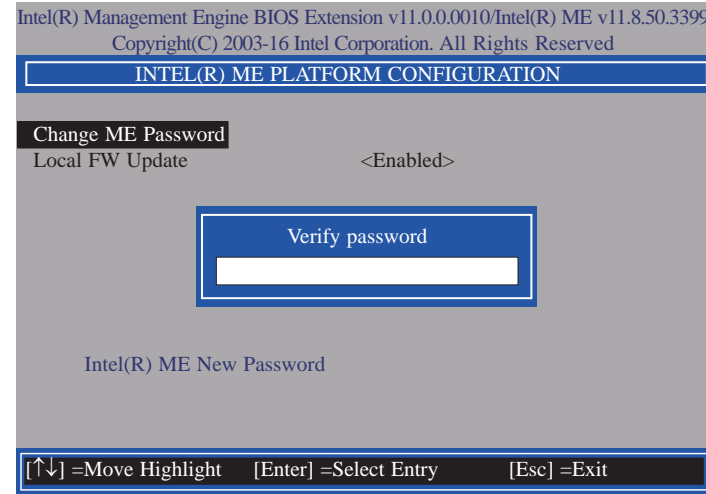 Intel(R) Management Engine BIOS Extension v11.0.0.0010/Intel(R) ME v11.8.50.3399
Copyright(C) 2003-16 Intel Corporation. All Rights Reserved
INTEL(R) ME PLATFORM CONFIGURATION
Change ME Password
Local FW Update <Enabled>
Verify password
Intel(R) ME New Password
[↑↓] =Move Highlight [Enter] =Select Entry [Esc] =Exit